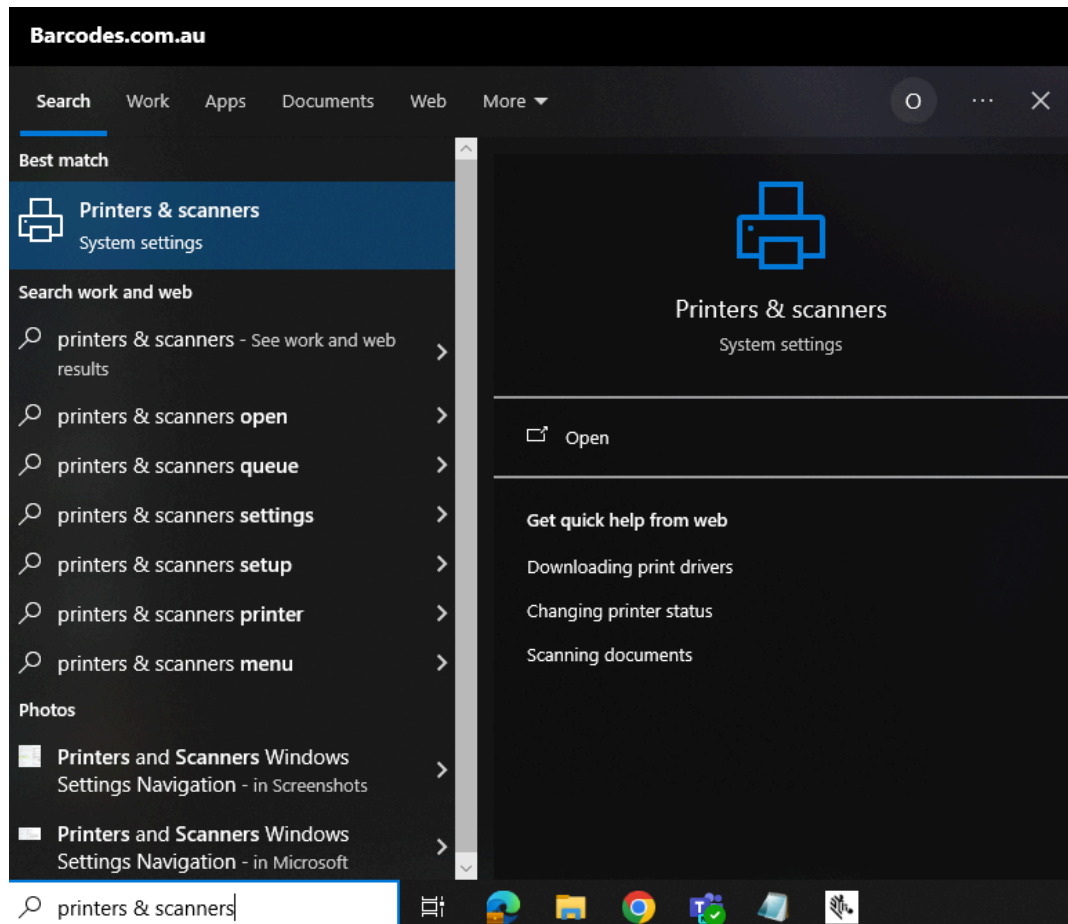 Barcodes.com.au
Search Work Apps Documents Web More
O
Best match
Printers & scanners
System settings
Search work and web
printers & scanners - See work and web
results
printers & scanners open
printers & scanners queue
printers & scanners settings
printers & scanners setup
printers & scanners printer
printers & scanners menu
Photos
Printers and Scanners Windows
Settings Navigation - in Screenshots
Printers and Scanners Windows
Settings Navigation - in Microsoft
printers & scanners
Printers & scanners
System settings
Open
Get quick help from web
Downloading print drivers
Changing printer status
Scanning documents
T